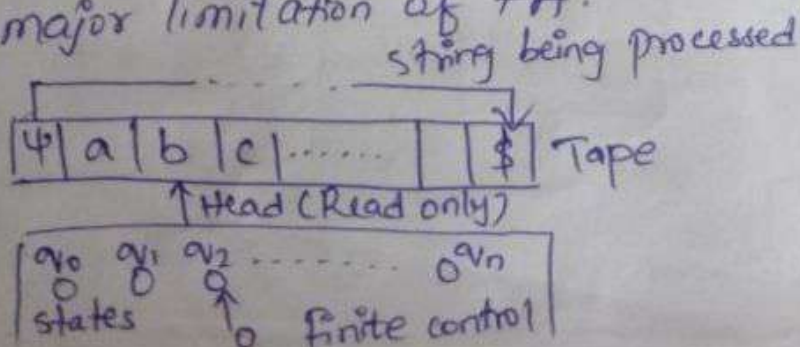 major limitation of
string being processed
ψ a b c ...... $ Tape
↑ Head (Read only)
q0 q1 q2 ........ qn
states finite control